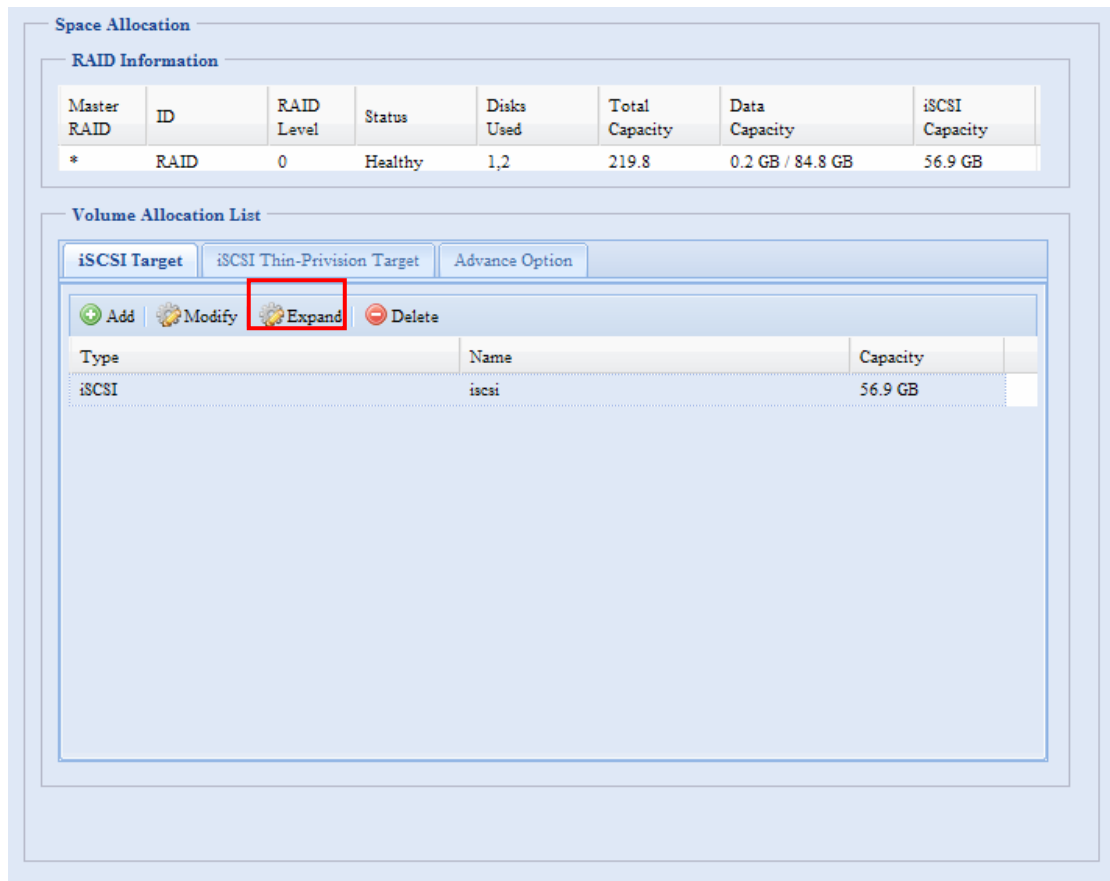 Space Allocation
RAID Information
Master RAID ID RAID Level Status Disks Used Total Capacity Data Capacity iSCSI Capacity
* RAID 0 Healthy 1,2 219.8 0.2 GB / 84.8 GB 56.9 GB
Volume Allocation List
iSCSI Target iSCSI Thin-Privision Target Advance Option
Add Modify Expand Delete
Type Name Capacity
iSCSI iscsi 56.9 GB